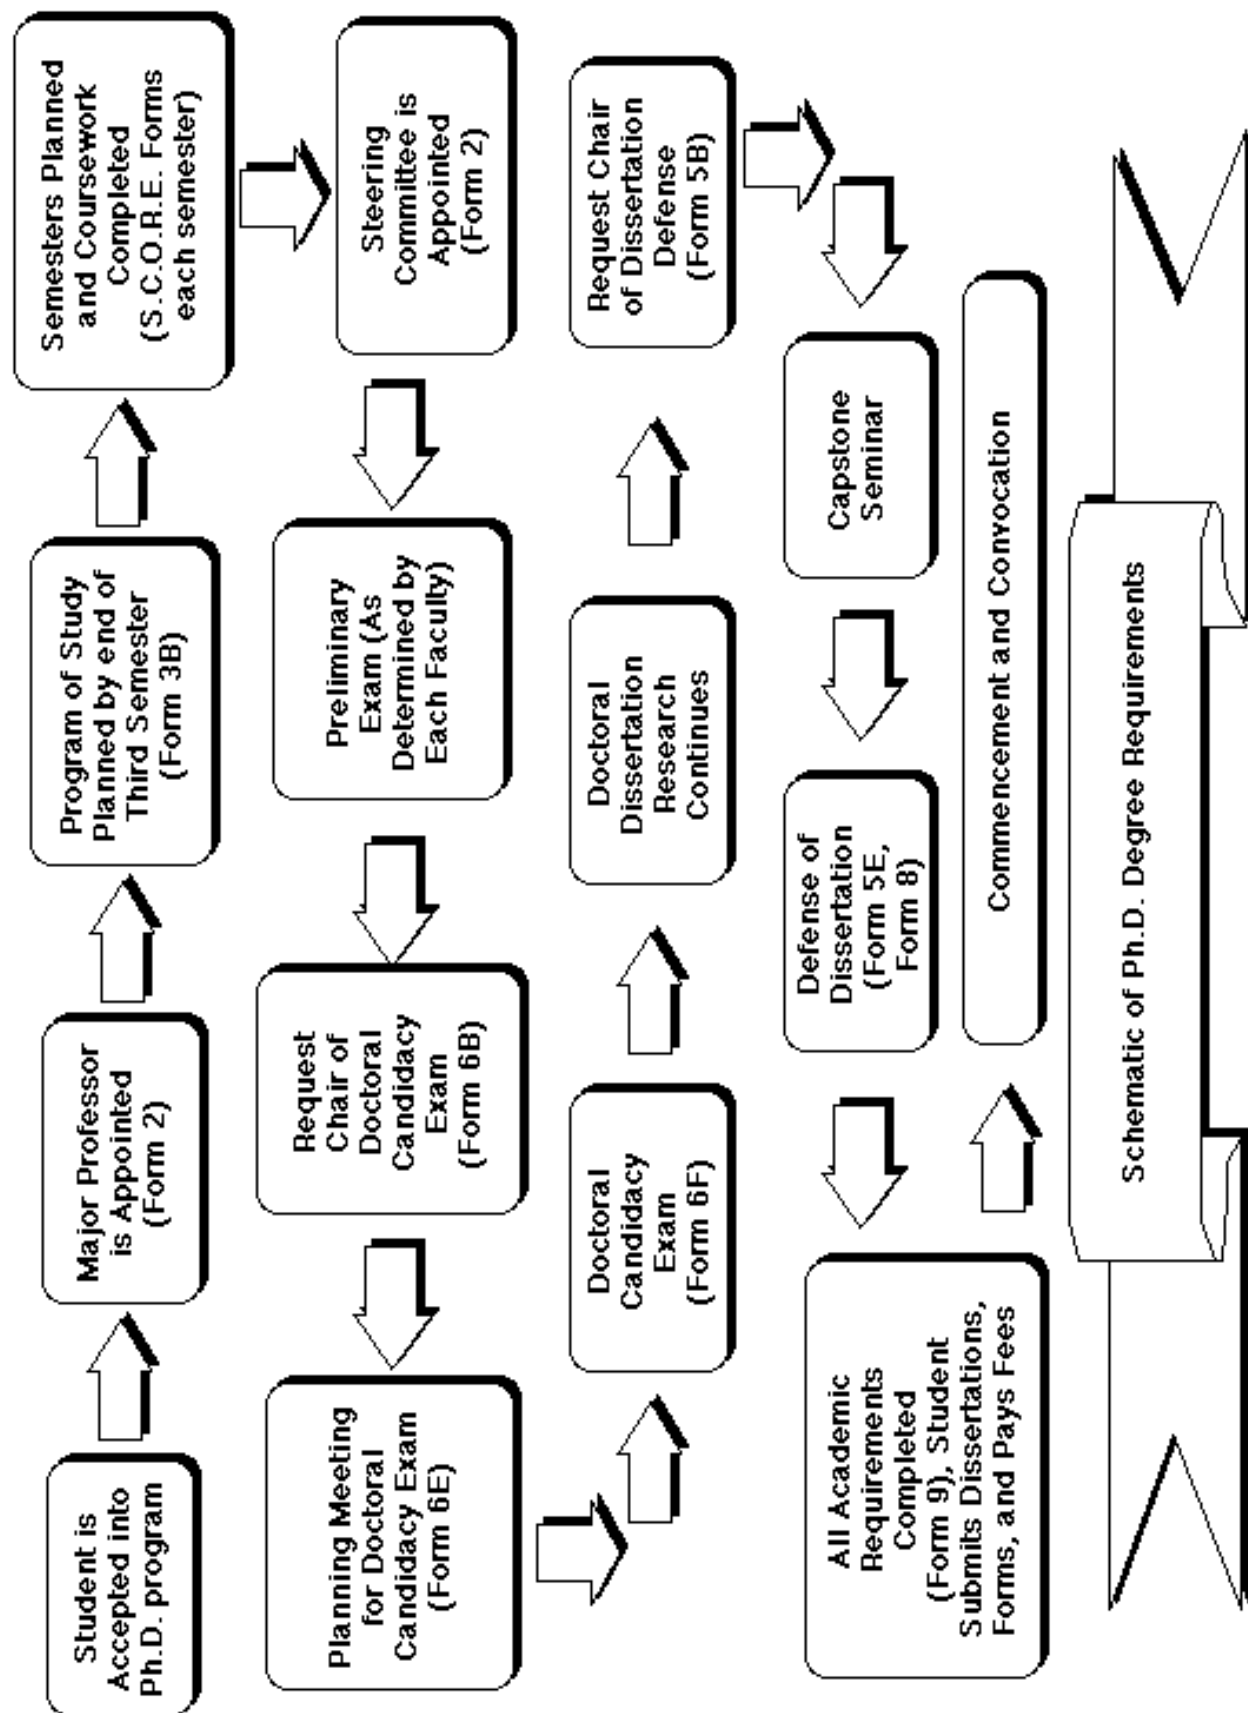 Student is
Accepted into
Ph.D. program
Major Professor
is Appointed
(Form 2)
Program of Study
Planned by end of
Third Semester
(Form 3B)
Semesters Planned
and Coursework
Completed
(S.C.O.R.E. Forms
each semester)
Steering
Committee is
Appointed
(Form 2)
Preliminary
Exam (As
Determined by
Each Faculty)
Request
Chair of
Doctoral
Candidacy
Exam
(Form 6B)
Planning Meeting
for Doctoral
Candidacy Exam
(Form 6E)
Doctoral
Candidacy
Exam
(Form 6F)
Doctoral
Dissertation
Research
Continues
Request Chair
of Dissertation
Defense
(Form 5B)
Capstone
Seminar
Defense of
Dissertation
(Form 5E,
Form 8)
All Academic
Requirements
Completed
(Form 9), Student
Submits Dissertations,
Forms, and Pays Fees
Commencement and Convocation
Schematic of Ph.D. Degree Requirements